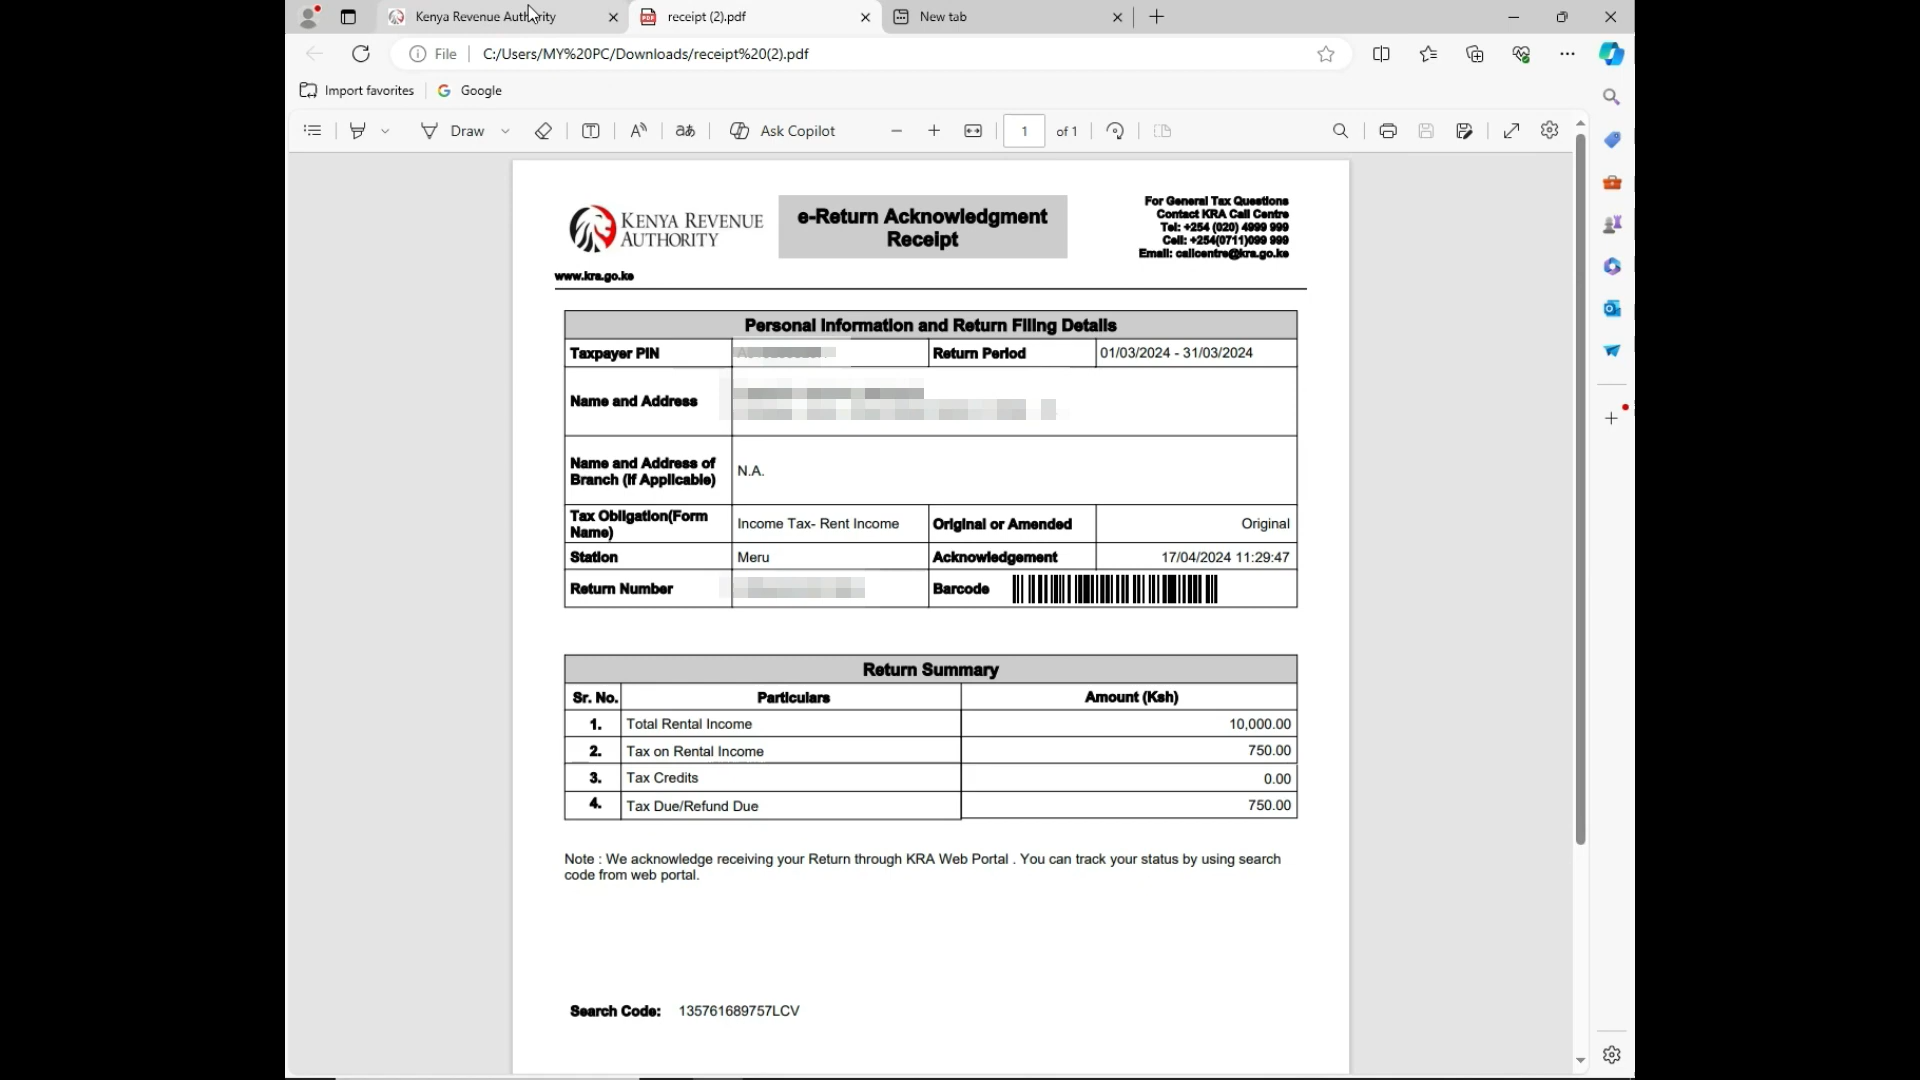 Kenya Revenue Authority
receipt (2).pdf
New tab
File
C:/Users/MY%20PC/Downloads/receipt%20(2).pdf
Import favorites
Google
Draw
Ask Copilot
1 of 1
KENYA REVENUE
AUTHORITY
www.kra.go.ke
e-Return Acknowledgment
Receipt
For General Tax Questions
Contact KRA Call Centre
Tel: +254 (020) 4999 999
Cell: +254(0711)099 999
Email: callcentre@kra.go.ke
Personal Information and Return Filing Details
Taxpayer PIN
Return Period 01/03/2024 - 31/03/2024
Name and Address
Name and Address of
Branch (If Applicable)
N.A.
Tax Obligation(Form
Name)
Income Tax- Rent Income
Original or Amended Original
Station Meru Acknowledgement 17/04/2024 11:29:47
Return Number
Barcode
Return Summary
Sr. No. Particulars Amount (Ksh)
1. Total Rental Income 10,000.00
2. Tax on Rental Income 750.00
3. Tax Credits 0.00
4. Tax Due/Refund Due 750.00
Note : We acknowledge receiving your Return through KRA Web Portal . You can track your status by using search
code from web portal.
Search Code: 135761689757LCV